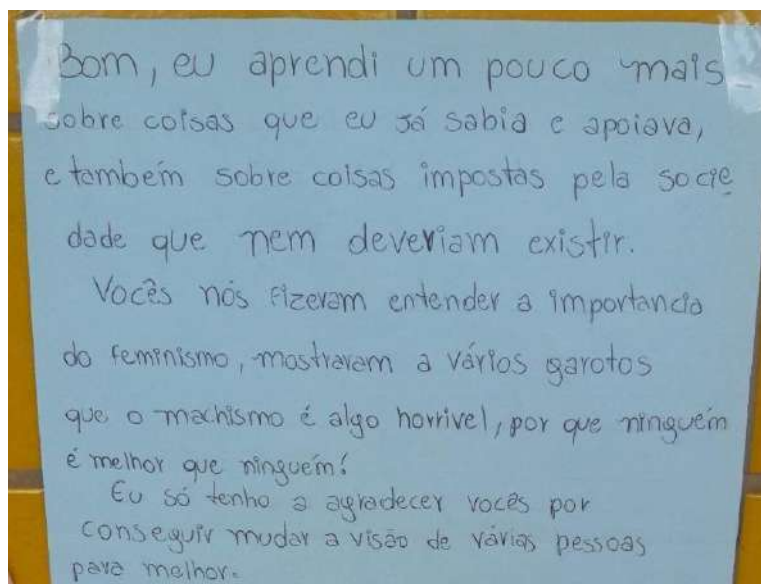 Bom, eu aprendi um pouco mais
sobre coisas que eu já sabia e apoiava,
e também sobre coisas impostas pela socie
dade que nem deveriam existir.
Vocês nós fizeram entender a importancia
do feminismo, mostraram a vários garotos
que o machismo é algo horrivel, por que ninguém
é melhor que ninguém!
Eu só tenho a agradecer vocês por
conseguir mudar a visão de várias pessoas
para melhor.